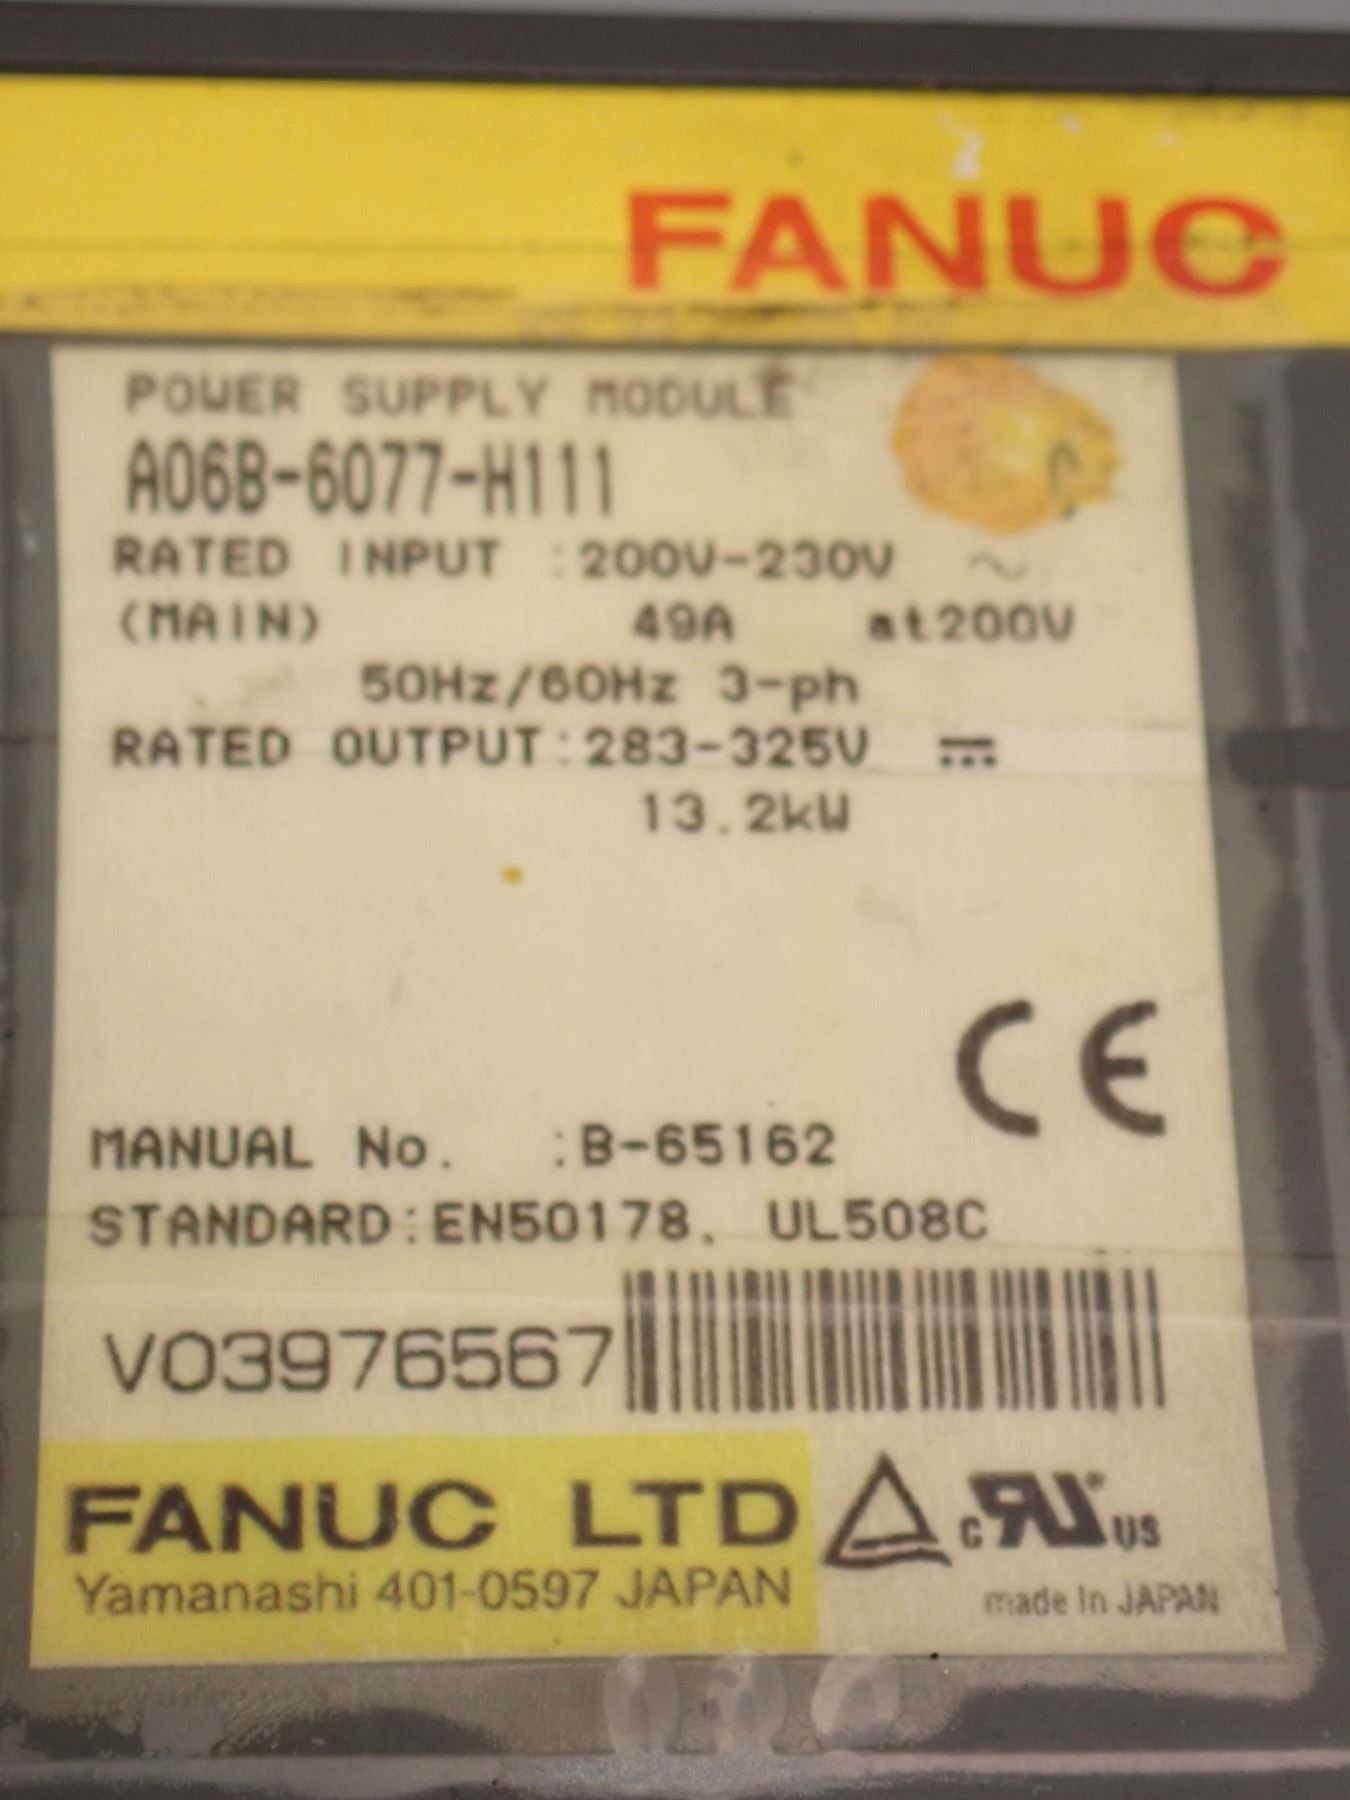 FANUC
POWER SUPPLY MODULE
A06B-6077-H111 C
RATED INPUT :200V-230V ~
(MAIN) 49A at200V
50Hz/60Hz 3-ph
RATED OUTPUT:283-325V
13.2kW
CE
MANUAL No. :B-65162
STANDARD:EN50178, UL508C
V03976567
FANUC LTD
Yamanashi 401-0597 JAPAN
c RU US
made in JAPAN